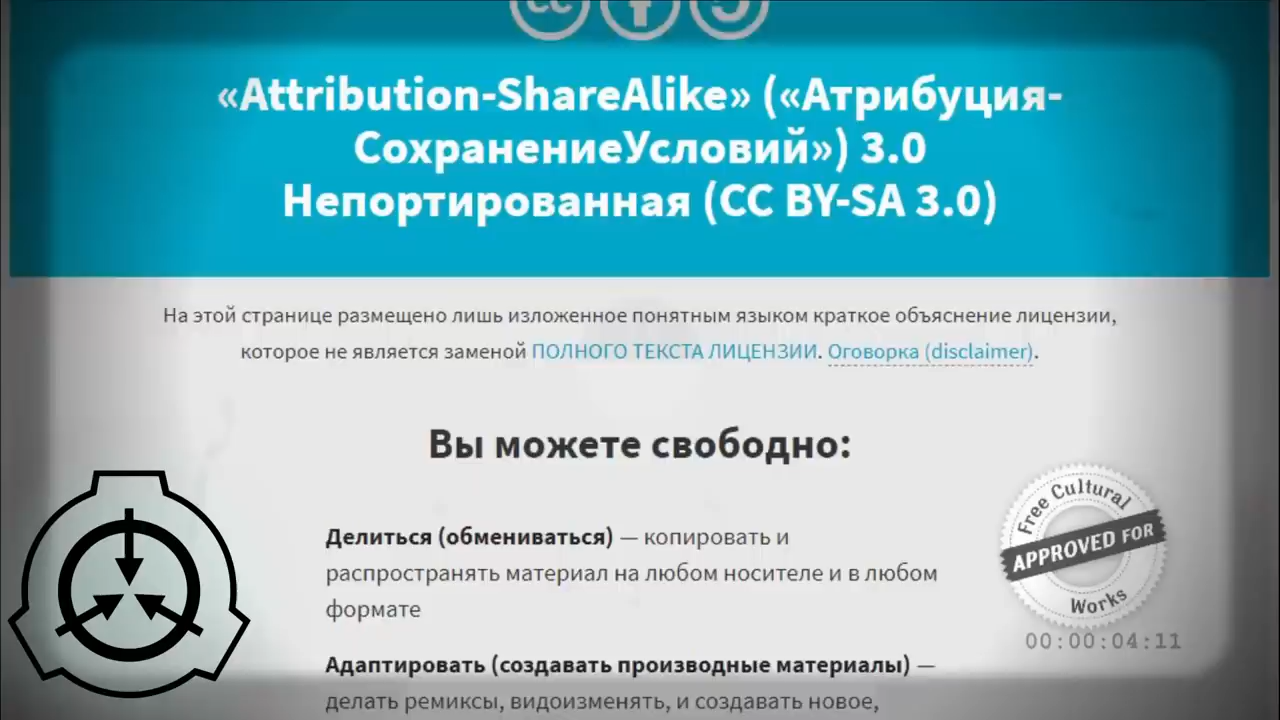 «Attribution-ShareAlike» («Атрибуция-
СохранениеУсловий») 3.0
Непортированная (CC BY-SA 3.0)
На этой странице размещено лишь изложенное понятным языком краткое объяснение лицензии,
которое не является заменой ПОЛНОГО ТЕКСТА ЛИЦЕНЗИИ. Оговорка (disclaimer).
Вы можете свободно:
Делиться (обмениваться) — копировать и
распространять материал на любом носителе и в любом
формате
Free Cultural
APPROVED FOR
Works
00:00:04:11
Адаптировать (создавать производные материалы) —
делать ремиксы, видоизменять, и создавать новое,